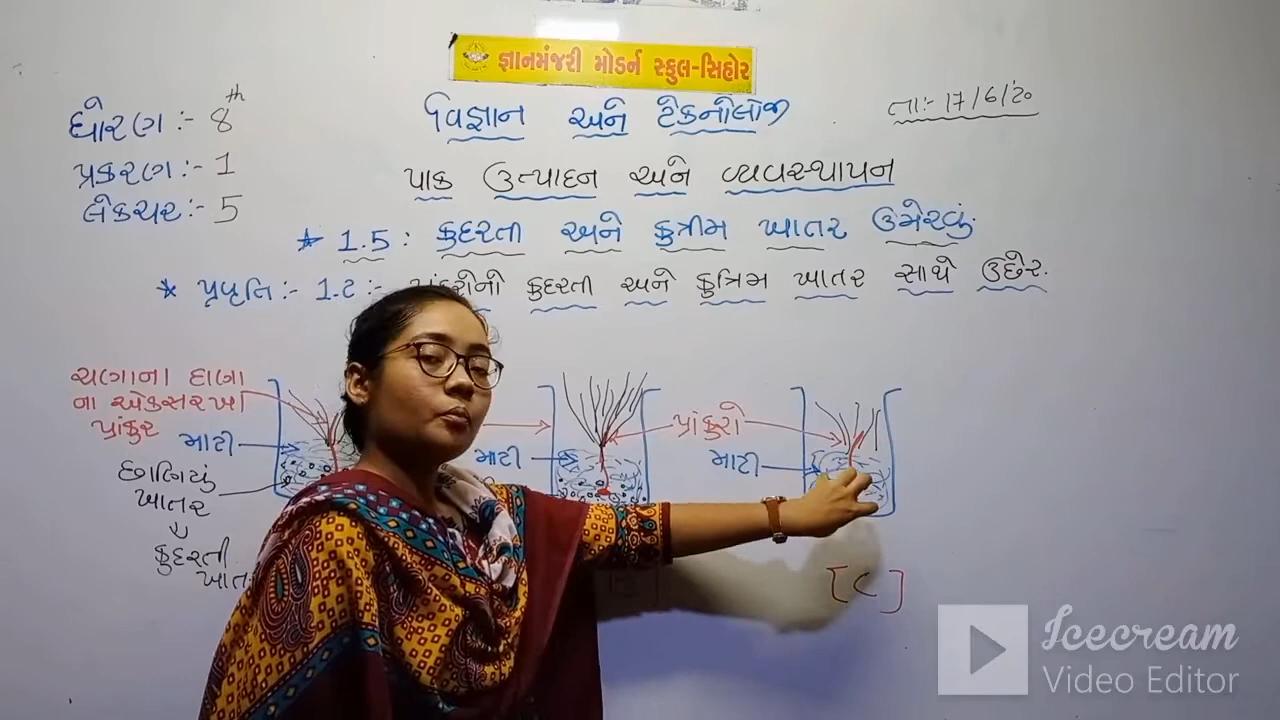 જ્ઞાનમંજરી મોડર્ન સ્કુલ-સિહોર
ધોરણ :- 8th
વિજ્ઞાન અને ટેકનોલોજી
તા:- 17/6/20
પ્રકરણ :- 1
પાક ઉત્પાદન અને વ્યવસ્થાપન
લેકચર :- 5
* 1.5 : કુદરતી અને કુત્રીમ ખાતર ઉમેરવું.
* પ્રવૃતિ :- 1.2 :- કુદરતી અને કુત્રિમ ખાતર સાથે ઉછેર.
ચણાના દાણા
ના એકસરખા
પ્રાંકુર
માટી
છાણિયું
ખાતર
કુદરતી
માટી
પ્રાંકુરો
માટી
[C]
Icecream
Video Editor